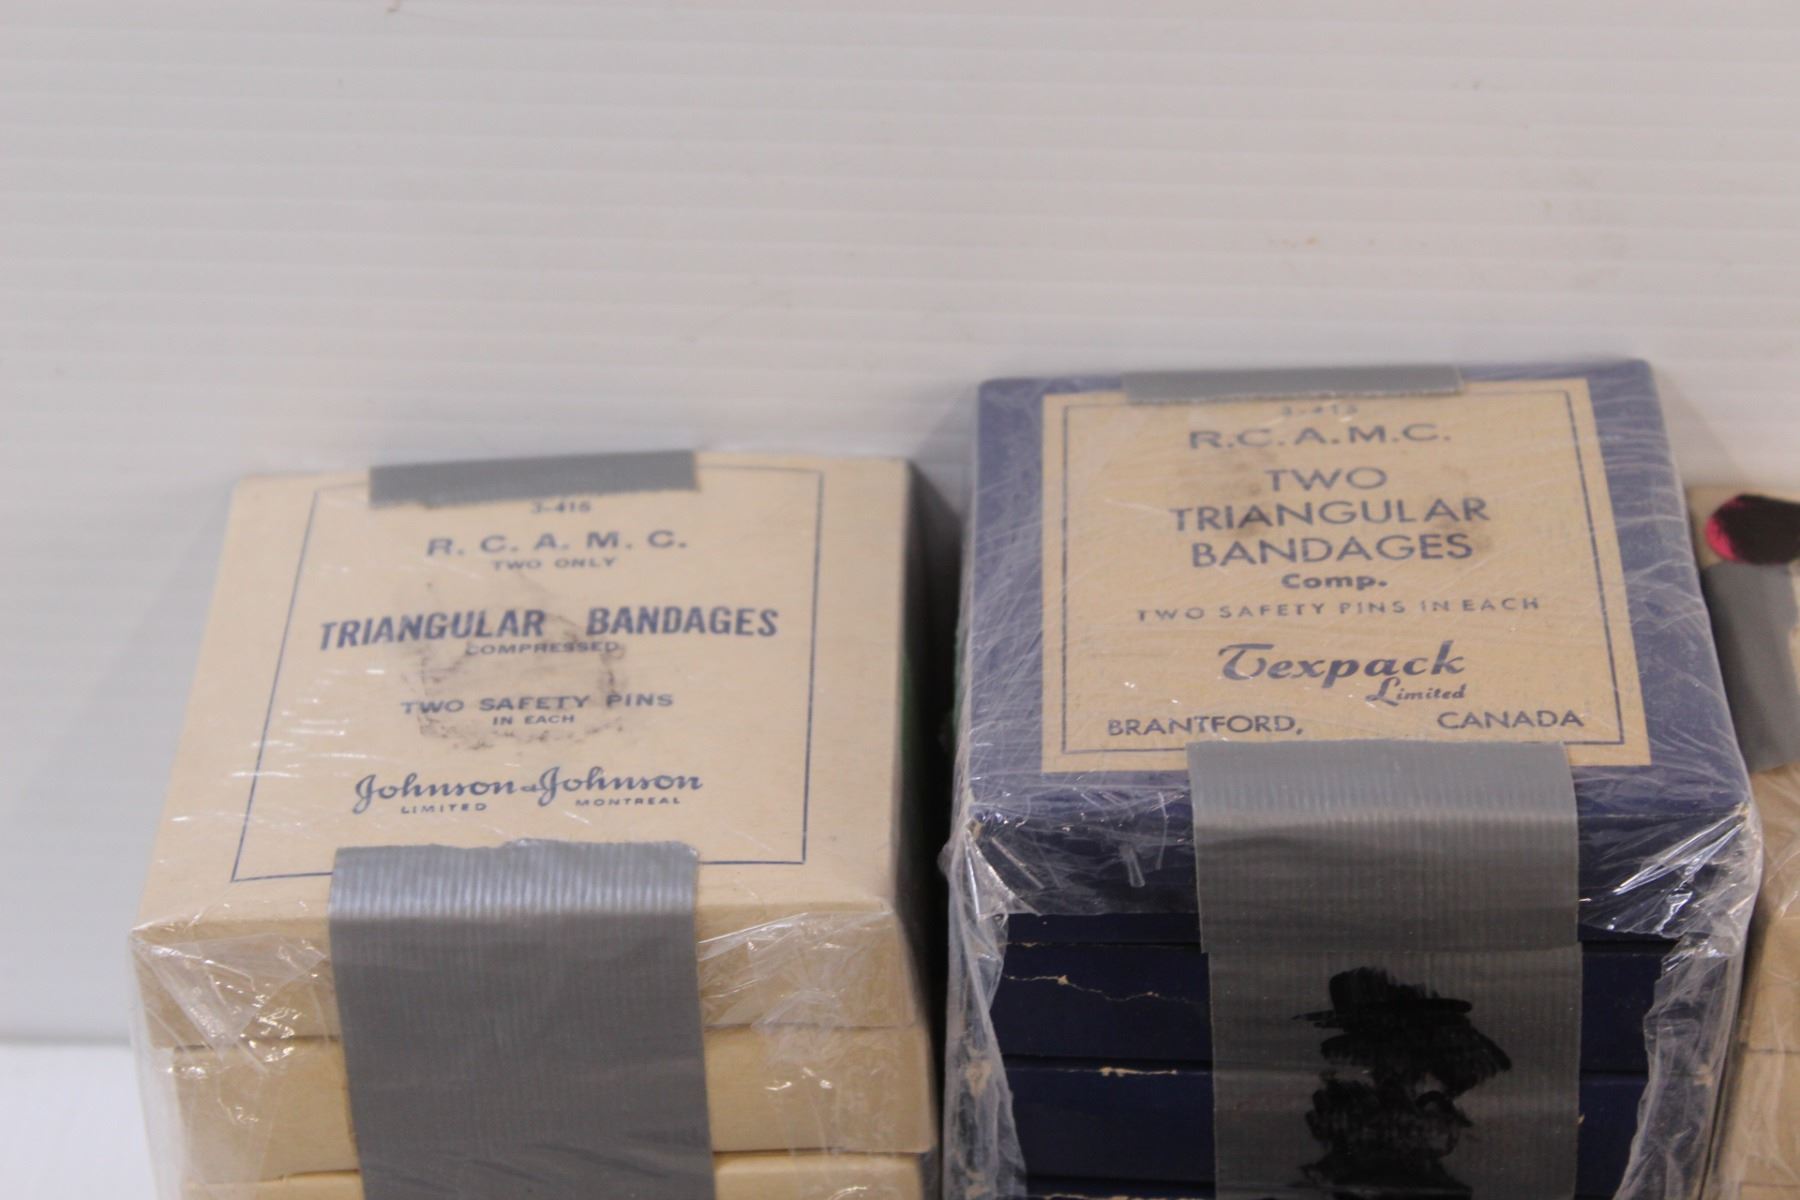 3-415
R. C. A. M. C.
TWO ONLY
TRIANGULAR BANDAGES
COMPRESSED
TWO SAFETY PINS
IN EACH
Johnson & Johnson
LIMITED MONTREAL
R.C.A.M.C.
TWO
TRIANGULAR
BANDAGES
Comp.
TWO SAFETY PINS IN EACH
Texpack
Limited
BRANTFORD, CANADA